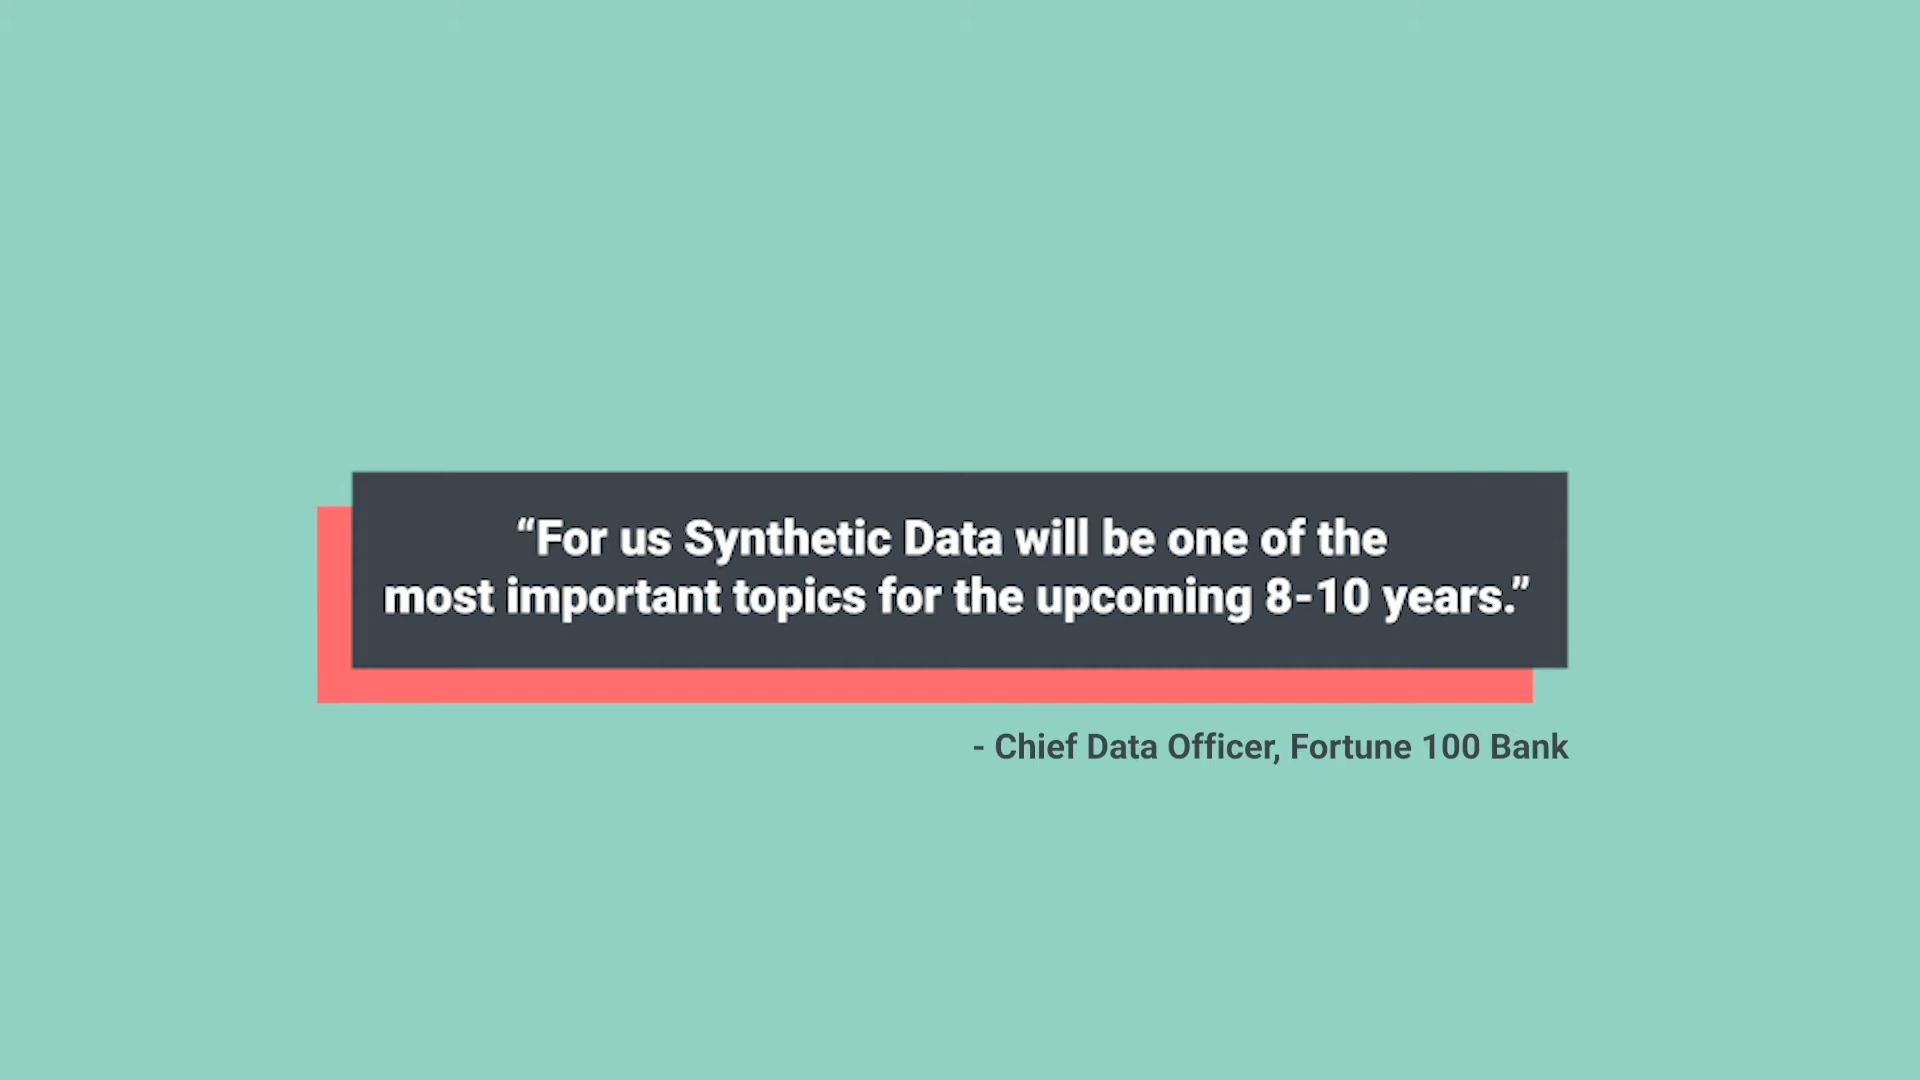 “For us Synthetic Data will be one of the
most important topics for the upcoming 8-10 years.”
- Chief Data Officer, Fortune 100 Bank